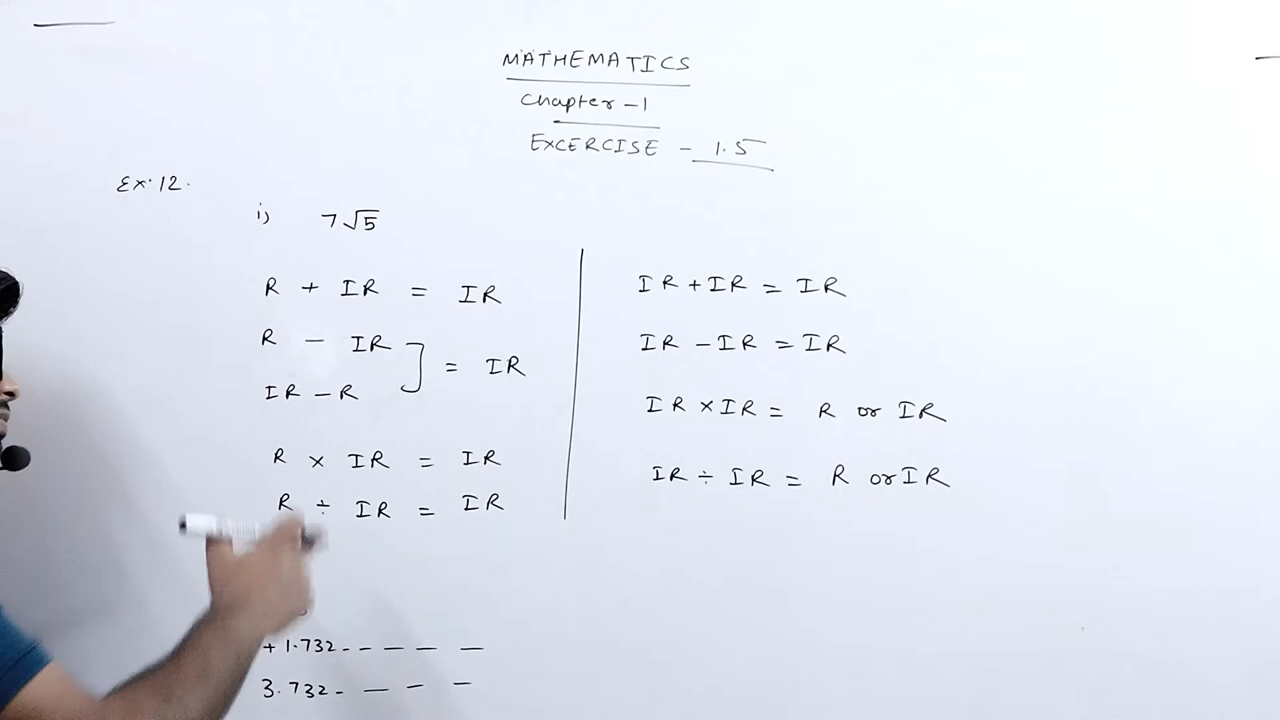 MATHEMATICS
Chapter - 1
EXCERCISE - 1.5
Ex. 12.
i) 7√5
R + IR = IR
R - IR
IR - R
] = IR
R × IR = IR
R ÷ IR = IR
IR + IR = IR
IR - IR = IR
IR × IR = R or IR
IR ÷ IR = R or IR
+ 1.732 - - - - -
3.732 - - - -